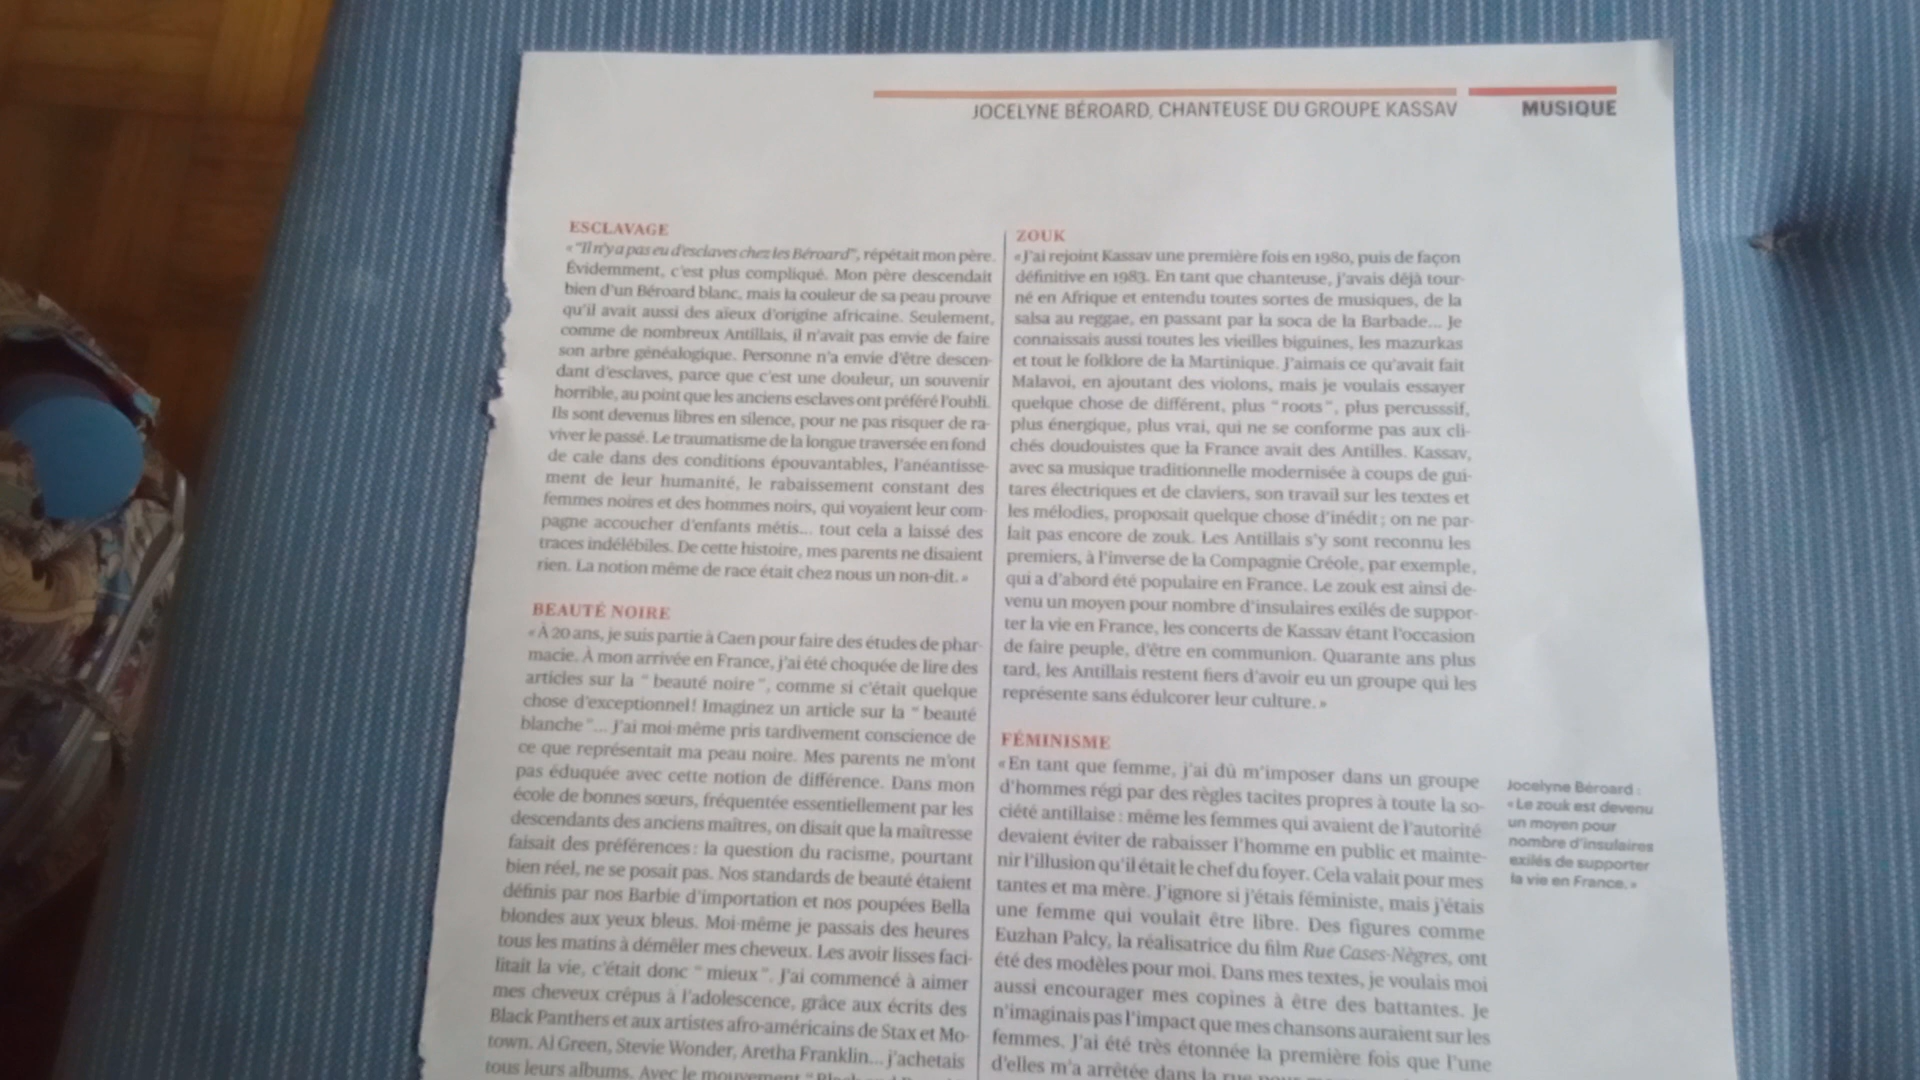 JOCELYNE BÉROARD, CHANTEUSE DU GROUPE KASSAV
MUSIQUE
ESCLAVAGE
« "Il n'y a pas eu d'esclaves chez les Béroard", répétait mon père.
Évidemment, c'est plus compliqué. Mon père descendait
bien d'un Béroard blanc, mais la couleur de sa peau prouve
qu'il avait aussi des aïeux d'origine africaine. Seulement,
comme de nombreux Antillais, il n'avait pas envie de faire
son arbre généalogique. Personne n'a envie d'être descen-
dant d'esclaves, parce que c'est une douleur, un souvenir
horrible, au point que les anciens esclaves ont préféré l'oubli.
Ils sont devenus libres en silence, pour ne pas risquer de ra-
viver le passé. Le traumatisme de la longue traversée en fond
de cale dans des conditions épouvantables, l'anéantisse-
ment de leur humanité, le rabaissement constant des
femmes noires et des hommes noirs, qui voyaient leur com-
pagne accoucher d'enfants métis... tout cela a laissé des
traces indélébiles. De cette histoire, mes parents ne disaient
rien. La notion même de race était chez nous un non-dit. »
BEAUTÉ NOIRE
« À 20 ans, je suis partie à Caen pour faire des études de phar-
macie. À mon arrivée en France, j'ai été choquée de lire des
articles sur la " beauté noire ", comme si c'était quelque
chose d'exceptionnel! Imaginez un article sur la " beauté
blanche "... J'ai moi-même pris tardivement conscience de
ce que représentait ma peau noire. Mes parents ne m'ont
pas éduquée avec cette notion de différence. Dans mon
école de bonnes sœurs, fréquentée essentiellement par les
descendants des anciens maîtres, on disait que la maîtresse
faisait des préférences : la question du racisme, pourtant
bien réel, ne se posait pas. Nos standards de beauté étaient
définis par nos Barbie d'importation et nos poupées Bella
blondes aux yeux bleus. Moi-même je passais des heures
tous les matins à démêler mes cheveux. Les avoir lisses faci-
litait la vie, c'était donc " mieux ". J'ai commencé à aimer
mes cheveux crépus à l'adolescence, grâce aux écrits des
Black Panthers et aux artistes afro-américains de Stax et Mo-
town. Al Green, Stevie Wonder, Aretha Franklin... j'achetais
tous leurs albums. Avec le mouvement
ZOUK
« J'ai rejoint Kassav une première fois en 1980, puis de façon
définitive en 1983. En tant que chanteuse, j'avais déjà tour-
né en Afrique et entendu toutes sortes de musiques, de la
salsa au reggae, en passant par la soca de la Barbade... Je
connaissais aussi toutes les vieilles biguines, les mazurkas
et tout le folklore de la Martinique. J'aimais ce qu'avait fait
Malavoi, en ajoutant des violons, mais je voulais essayer
quelque chose de différent, plus " roots ", plus percusssif,
plus énergique, plus vrai, qui ne se conforme pas aux cli-
chés doudouistes que la France avait des Antilles. Kassav,
avec sa musique traditionnelle modernisée à coups de gui-
tares électriques et de claviers, son travail sur les textes et
les mélodies, proposait quelque chose d'inédit ; on ne par-
lait pas encore de zouk. Les Antillais s'y sont reconnu les
premiers, à l'inverse de la Compagnie Créole, par exemple,
qui a d'abord été populaire en France. Le zouk est ainsi de-
venu un moyen pour nombre d'insulaires exilés de suppor-
ter la vie en France, les concerts de Kassav étant l'occasion
de faire peuple, d'être en communion. Quarante ans plus
tard, les Antillais restent fiers d'avoir eu un groupe qui les
représente sans édulcorer leur culture. »
FÉMINISME
« En tant que femme, j'ai dû m'imposer dans un groupe
d'hommes régi par des règles tacites propres à toute la so-
ciété antillaise : même les femmes qui avaient de l'autorité
devaient éviter de rabaisser l'homme en public et mainte-
nir l'illusion qu'il était le chef du foyer. Cela valait pour mes
tantes et ma mère. J'ignore si j'étais féministe, mais j'étais
une femme qui voulait être libre. Des figures comme
Euzhan Palcy, la réalisatrice du film Rue Cases-Nègres, ont
été des modèles pour moi. Dans mes textes, je voulais moi
aussi encourager mes copines à être des battantes. Je
n'imaginais pas l'impact que mes chansons auraient sur les
femmes. J'ai été très étonnée la première fois que l'une
d'elles m'a arrêtée dans la rue
Jocelyne Béroard :
« Le zouk est devenu
un moyen pour
nombre d'insulaires
exilés de supporter
la vie en France. »